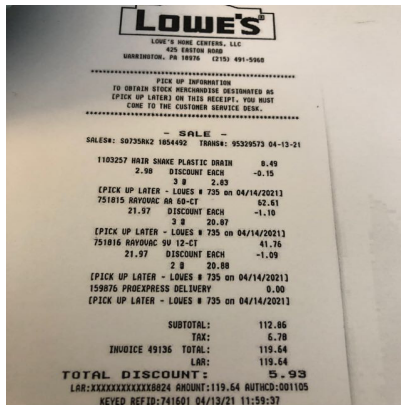 LOWE'S®
LOWE'S HOME CENTERS, LLC
425 EASTON ROAD
WARRINGTON, PA 18976 (215) 491-5960
PICK UP INFORMATION
TO OBTAIN STOCK MERCHANDISE DESIGNATED AS
[PICK UP LATER] ON THIS RECEIPT, YOU MUST
COME TO THE CUSTOMER SERVICE DESK.
- SALE -
SALES#: S0735RK2 1854492 TRANS#: 95329573 04-13-21
1103257 HAIR SNAKE PLASTIC DRAIN 8.49
2.98 DISCOUNT EACH -0.15
3 @ 2.83
[PICK UP LATER - LOWES # 735 on 04/14/2021]
751815 RAYOVAC AA 60-CT 62.61
21.97 DISCOUNT EACH -1.10
3 @ 20.87
[PICK UP LATER - LOWES # 735 on 04/14/2021]
751816 RAYOVAC 9V 12-CT 41.76
21.97 DISCOUNT EACH -1.09
2 @ 20.88
[PICK UP LATER - LOWES # 735 on 04/14/2021]
159876 PROEXPRESS DELIVERY 0.00
[PICK UP LATER - LOWES # 735 on 04/14/2021]
SUBTOTAL: 112.86
TAX: 6.78
INVOICE 49136 TOTAL: 119.64
LAR: 119.64
TOTAL DISCOUNT: 5.93
LAR:XXXXXXXXXXXX8824 AMOUNT:119.64 AUTHCD:001105
KEYED REFID:741601 04/13/21 11:59:37